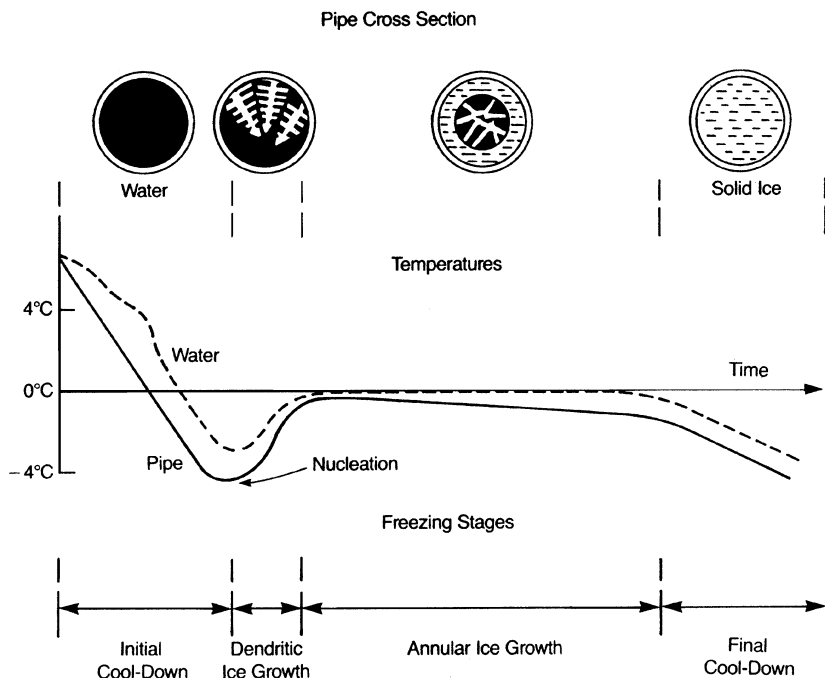 Pipe Cross Section
Water
Solid Ice
Temperatures
4°C
Water
0°C
Time
Pipe
Nucleation
– 4°C
Freezing Stages
Initial
Cool-Down
Dendritic
Ice Growth
Annular Ice Growth
Final
Cool-Down